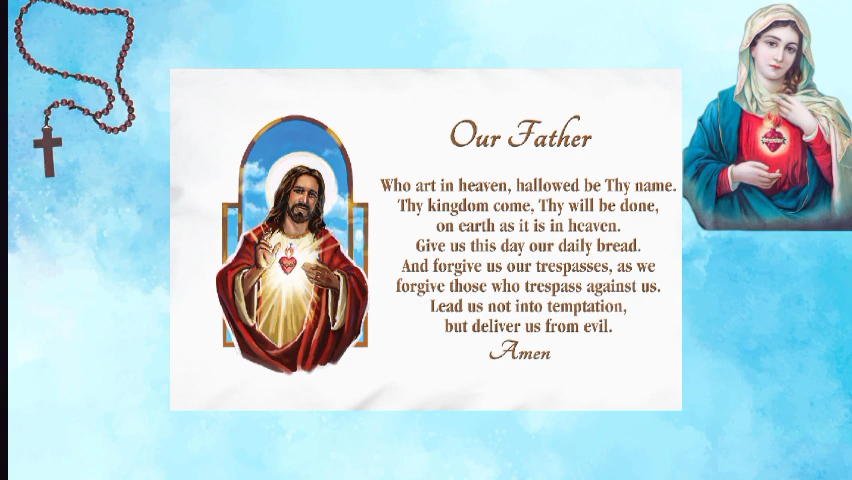 Our Father
Who art in heaven, hallowed be Thy name.
Thy kingdom come, Thy will be done,
on earth as it is in heaven.
Give us this day our daily bread.
And forgive us our trespasses, as we
forgive those who trespass against us.
Lead us not into temptation,
but deliver us from evil.
Amen